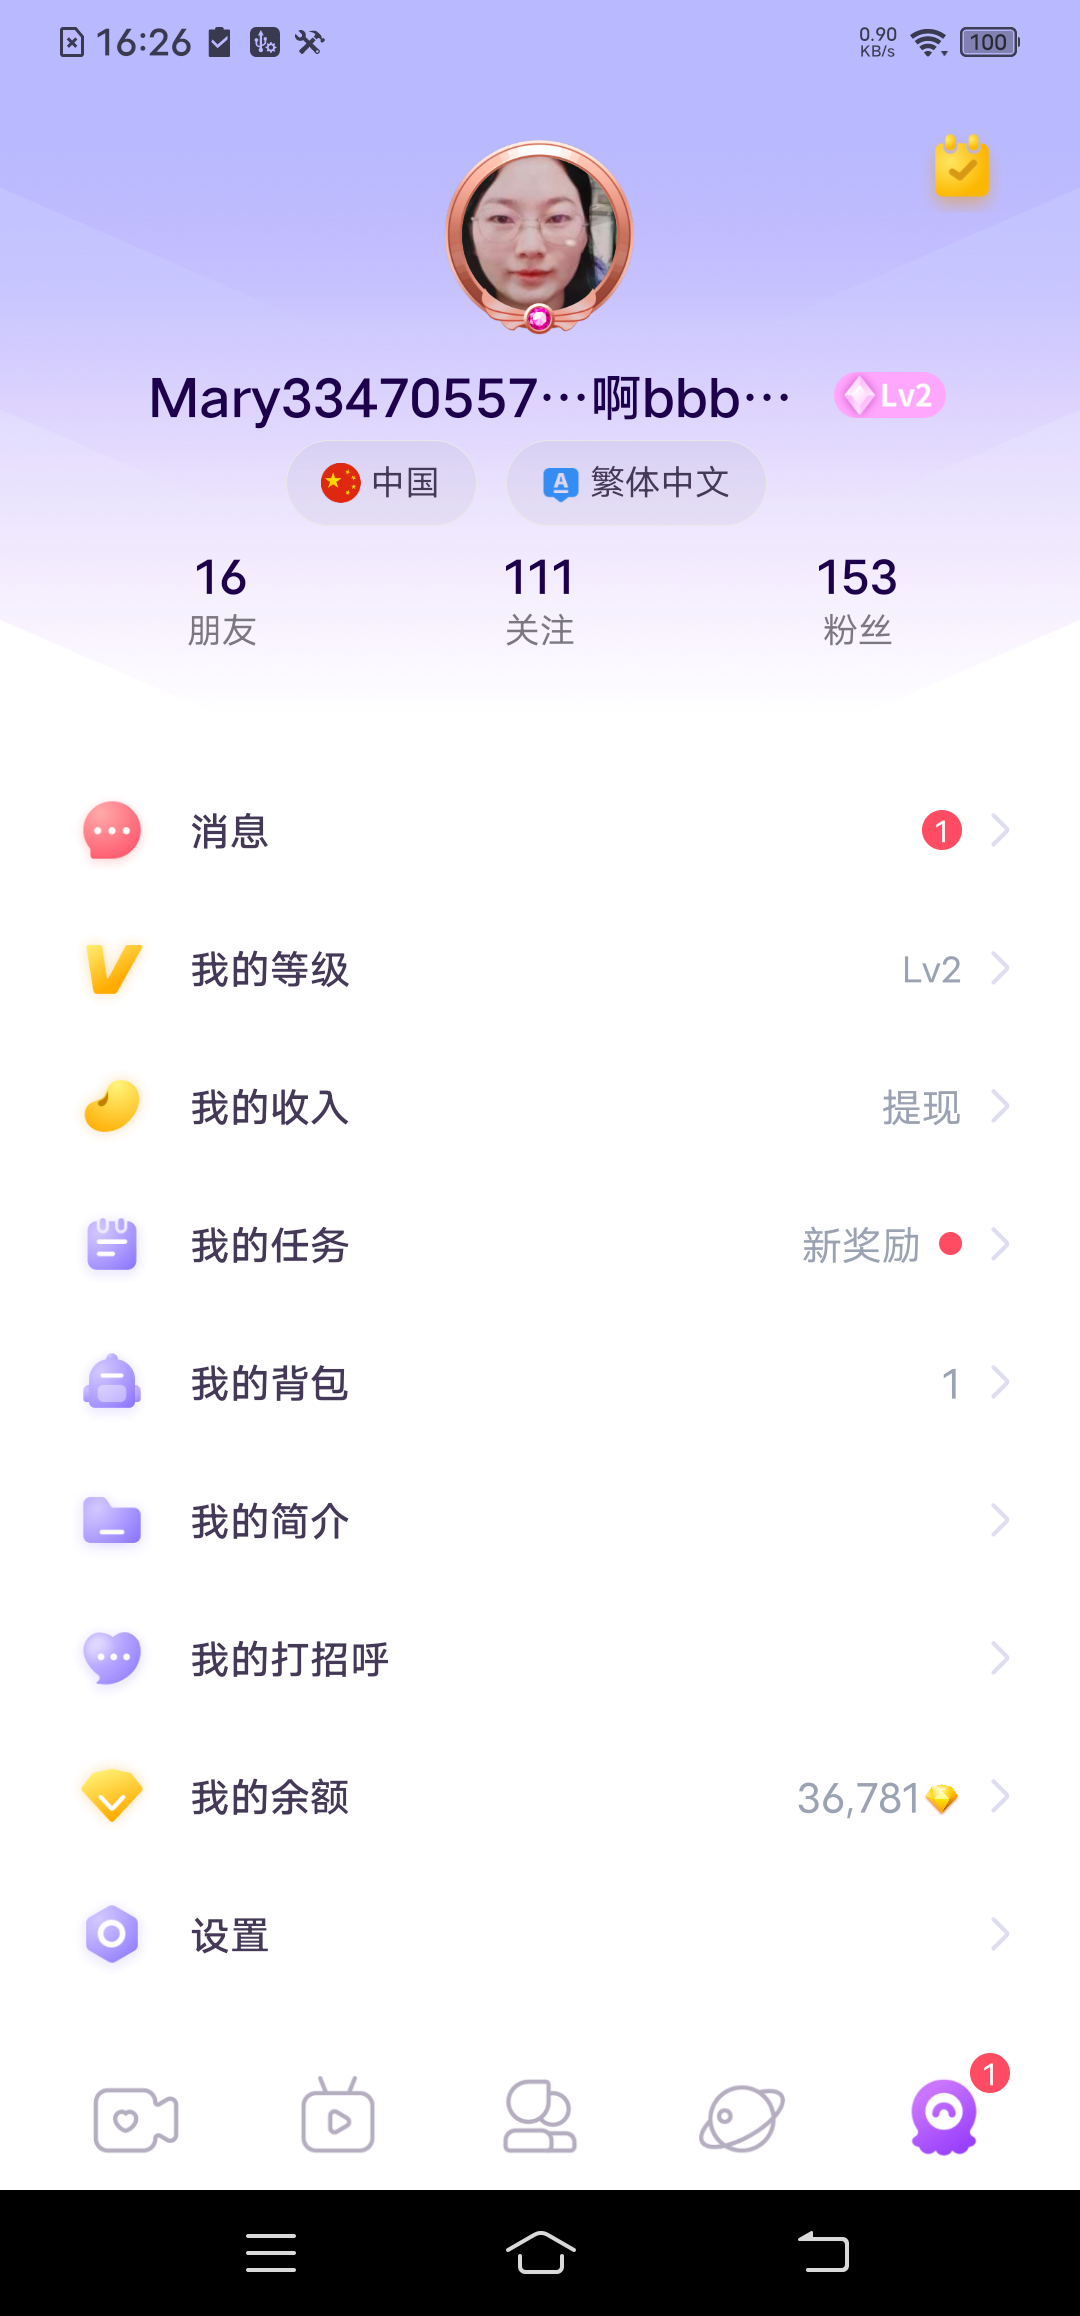 16:26
0.90 KB/s
100
Mary33470557···啊bbb··· Lv2
中国 繁体中文
16 111 153
朋友 关注 粉丝
消息 1
我的等级 Lv2
我的收入 提现
我的任务 新奖励
我的背包 1
我的简介
我的打招呼
我的余额 36,781
设置
1